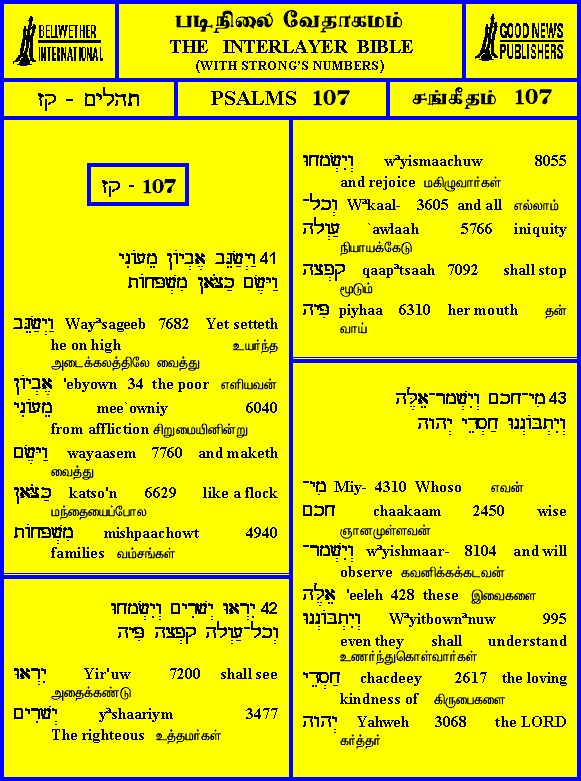 BELLWETHER
INTERNATIONAL
படிநிலை வேதாகமம்
THE INTERLAYER BIBLE
(WITH STRONG'S NUMBERS)
GOOD NEWS
PUBLISHERS
תהלים - קז
PSALMS 107
சங்கீதம் 107
107 - קז
41 וַיְשַׂגֵּב אֶבְיוֹן מֵעוֹנִי
וַיָּשֶׂם כַּצֹּאן מִשְׁפָּחוֹת
וַיְשַׂגֵּב Wayªsageeb 7682 Yet setteth
he on high உயர்ந்த
அடைக்கலத்திலே வைத்து
אֶבְיוֹן 'ebyown 34 the poor எளியவன்
מֵעוֹנִי mee`owniy 6040
from affliction சிறுமையினின்று
וַיָּשֶׂם wayaasem 7760 and maketh
வைத்து
כַּצֹּאן katso'n 6629 like a flock
மந்தையைப்போல
מִשְׁפָּחוֹת mishpaachowt 4940
families வம்சங்கள்
42 יִרְאוּ יְשָׁרִים וְיִשְׂמָחוּ
וְכָל־עַוְלָה קָפְצָה פִּיהָ
יִרְאוּ Yir'uw 7200 shall see
அதைக்கண்டு
יְשָׁרִים yªshaariym 3477
The righteous உத்தமர்கள்
וְיִשְׂמָחוּ wªyismaachuw 8055
and rejoice மகிழுவார்கள்
וְכָל־ Wªkaal- 3605 and all எல்லாம்
עַוְלָה `awlaah 5766 iniquity
நியாயக்கேடு
קָפְצָה qaapªtsaah 7092 shall stop
மூடும்
פִּיהָ piyhaa 6310 her mouth தன்
வாய்
43 מִי־חָכָם וְיִשְׁמָר־אֵלֶּה
וְיִתְבּוֹנְנוּ חַסְדֵי יְהוָה
מִי־ Miy- 4310 Whoso எவன்
חָכָם chaakaam 2450 wise
ஞானமுள்ளவன்
וְיִשְׁמָר־ wªyishmaar- 8104 and will
observe கவனிக்கக்கடவன்
אֵלֶּה 'eeleh 428 these இவைகளை
וְיִתְבּוֹנְנוּ Wªyitbownªnuw 995
even they shall understand
உணர்ந்துகொள்வார்கள்
חַסְדֵי chacdeey 2617 the loving
kindness of கிருபைகளை
יְהוָה Yahweh 3068 the LORD
கர்த்தர்